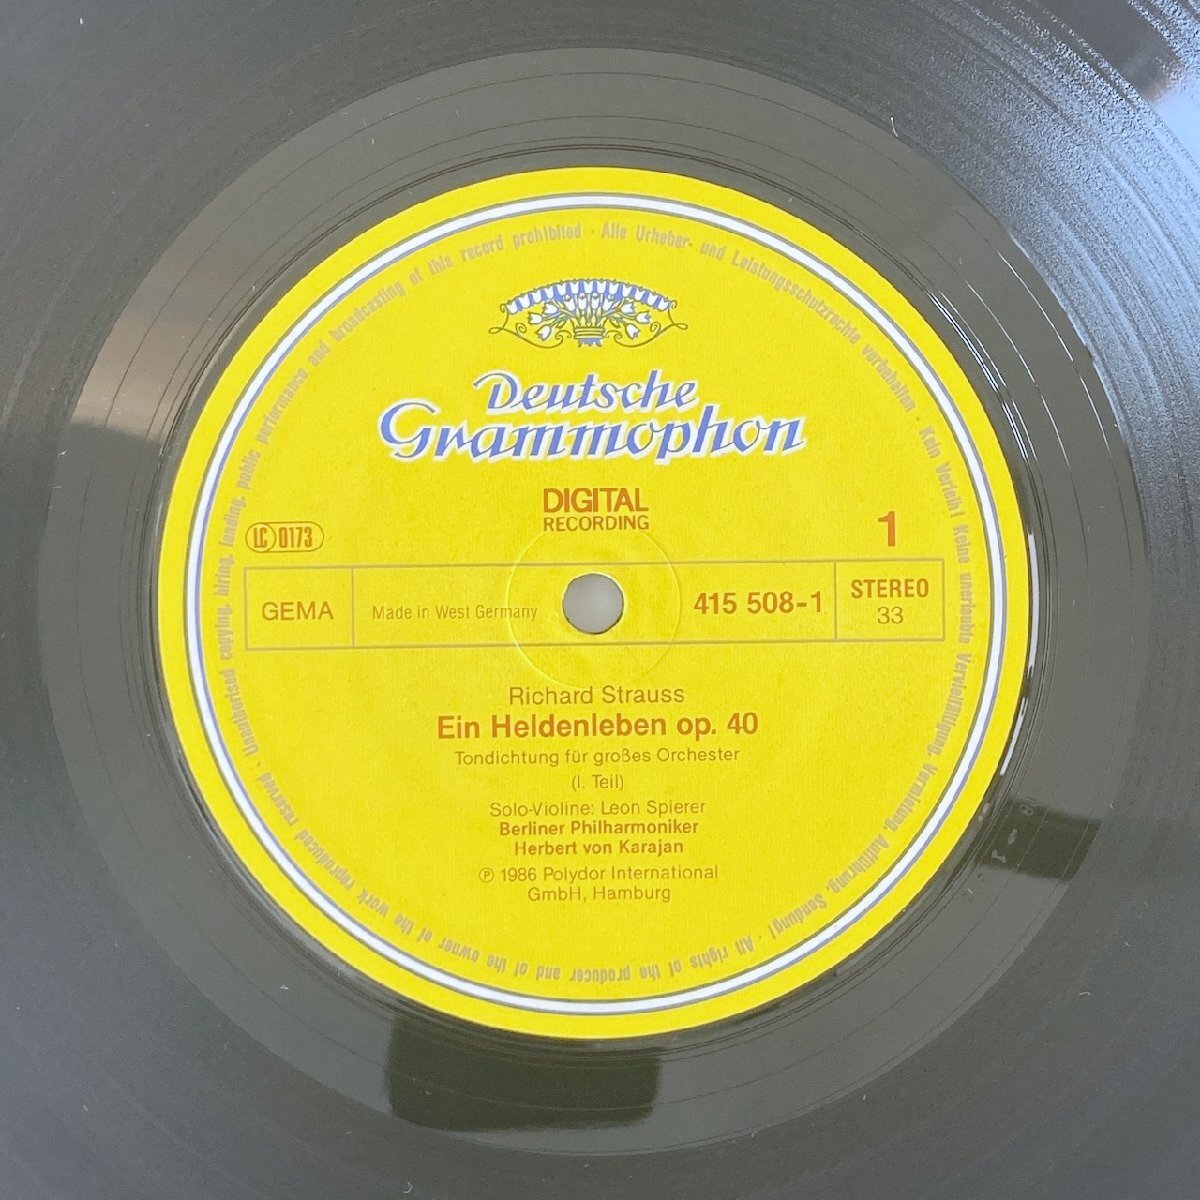 Deutsche
Grammophon
DIGITAL
RECORDING
1
LC 0173
GEMA
Made in West Germany
415 508-1
STEREO
33
Richard Strauss
Ein Heldenleben op. 40
Tondichtung für großes Orchester
(I. Teil)
Solo-Violine: Leon Spierer
Berliner Philharmoniker
Herbert von Karajan
℗ 1986 Polydor International
GmbH, Hamburg
Alle Urheber- und Leistungsschutzrechte vorbehalten · Kein Verleih! Keine unerlaubte Vervielfältigung, Vermietung, Aufführung, Sendung! · All rights of the producer and of the owner of the work reproduced reserved · Unauthorised copying, hiring, lending, public performance and broadcasting of this record prohibited ·